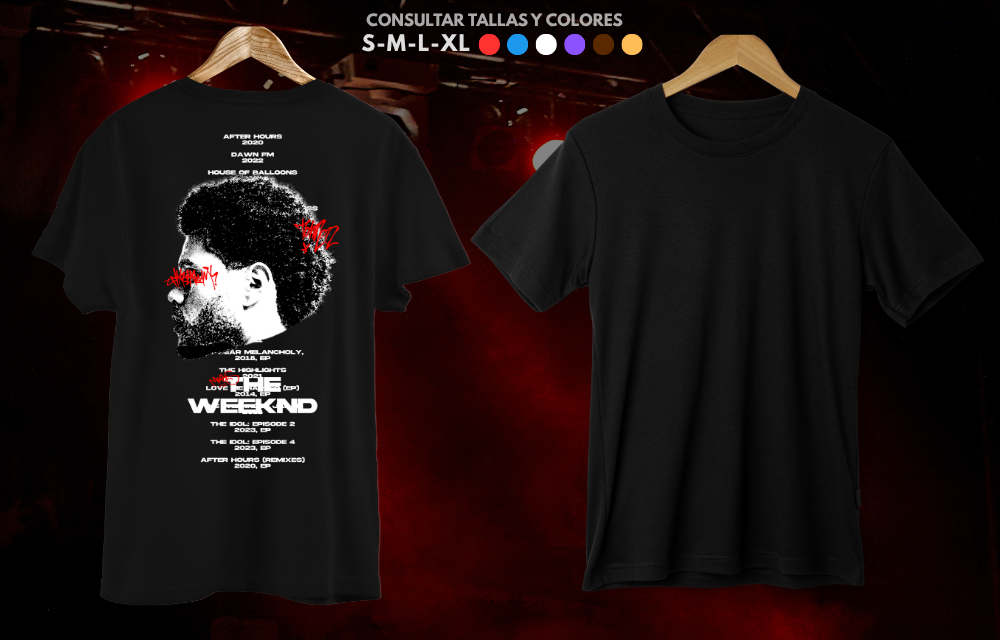 CONSULTAR TALLAS Y COLORES
S-M-L-XL
AFTER HOURS
2020
DAWN FM
2022
HOUSE OF BALLOONS
MELANCHOLY,
2018, EP
THE HIGHLIGHTS
2021
THE
LOVE (EP)
2014, EP
WEEKND
THE IDOL: EPISODE 2
2023, EP
THE IDOL: EPISODE 4
2023, EP
AFTER HOURS (REMIXES)
2020, EP